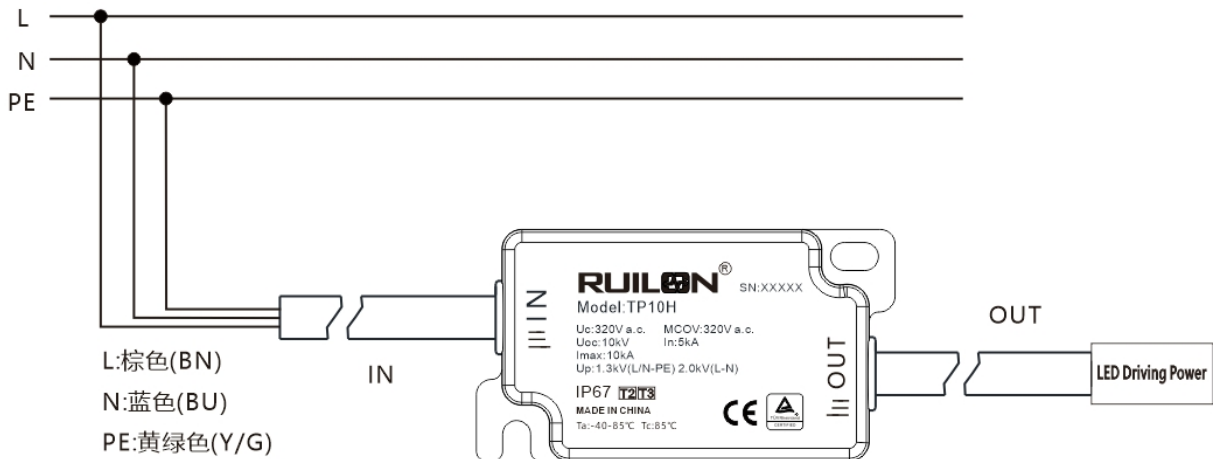 L
N
PE
RUILON®
SN:XXXXX
Model:TP10H
Uc:320V a.c. MCOV:320V a.c.
Uoc:10kV In:5kA
Imax:10kA
Up:1.3kV(L/N-PE) 2.0kV(L-N)
IP67 T2 T3
MADE IN CHINA
Ta:-40-85℃ Tc:85℃
CE
IN
OUT
IN
OUT
LED Driving Power
L:棕色(BN)
N:蓝色(BU)
PE:黄绿色(Y/G)